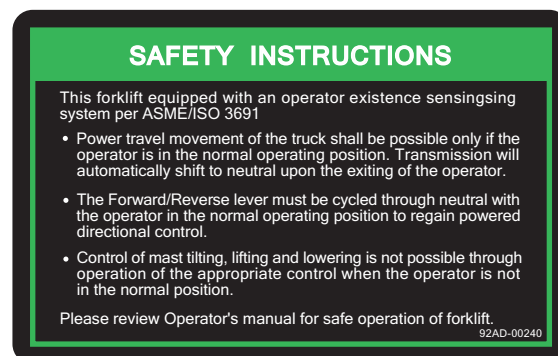 SAFETY INSTRUCTIONS
This forklift equipped with an operator existence sensingsing
system per ASME/ISO 3691
• Power travel movement of the truck shall be possible only if the
operator is in the normal operating position. Transmission will
automatically shift to neutral upon the exiting of the operator.
• The Forward/Reverse lever must be cycled through neutral with
the operator in the normal operating position to regain powered
directional control.
• Control of mast tilting, lifting and lowering is not possible through
operation of the appropriate control when the operator is not
in the normal position.
Please review Operator's manual for safe operation of forklift.
92AD-00240